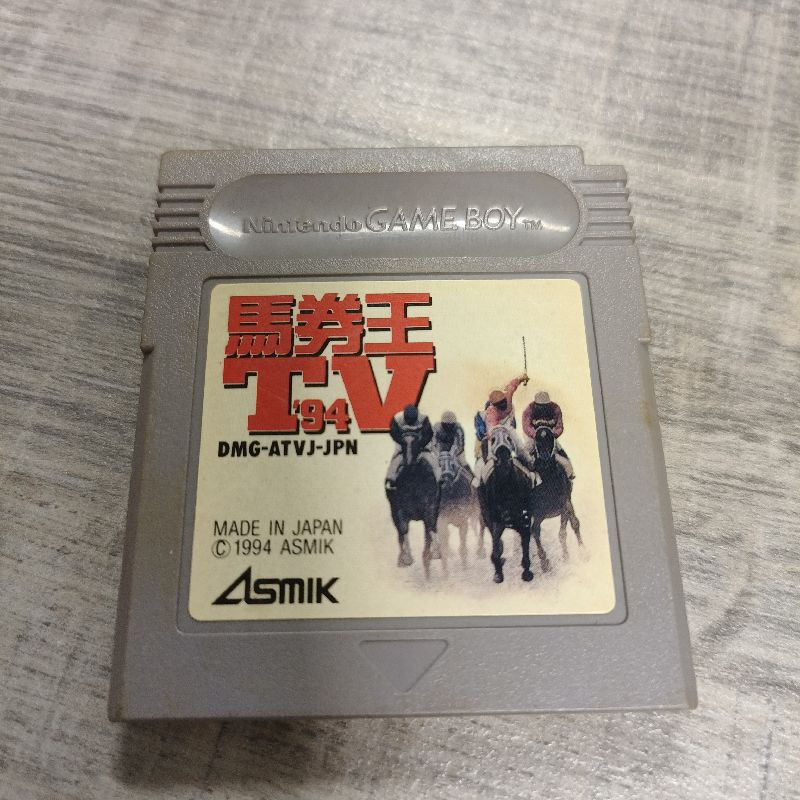 Nintendo GAME BOY™
馬券王
TV
'94
DMG-ATVJ-JPN
MADE IN JAPAN
© 1994 ASMIK
ASMIK